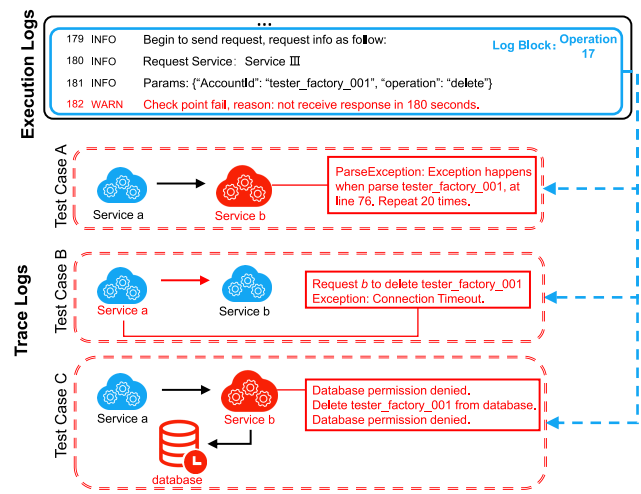 ...
Execution Logs
179 INFO Begin to send request, request info as follow:
180 INFO Request Service: Service III
181 INFO Params: {“AccountId”: “tester_factory_001”, “operation”: “delete”}
182 WARN Check point fail, reason: not receive response in 180 seconds.
Log Block: Operation
17
Trace Logs
Test Case A
Service a
Service b
ParseException: Exception happens
when parse tester_factory_001, at
line 76. Repeat 20 times.
Test Case B
Service a
Service b
Request b to delete tester_factory_001
Exception: Connection Timeout.
Test Case C
Service a
Service b
database
Database permission denied.
Delete tester_factory_001 from database.
Database permission denied.